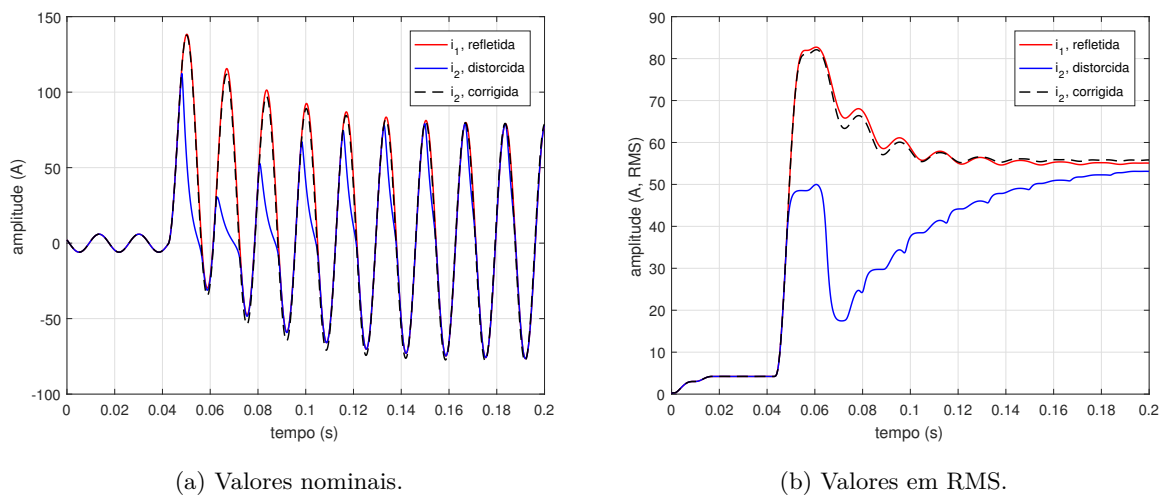 150
100
50
0
-50
-100
amplitude (A)
0 0.02 0.04 0.06 0.08 0.1 0.12 0.14 0.16 0.18 0.2
tempo (s)
i1, refletida
i2, distorcida
i2, corrigida
(a) Valores nominais.
90
80
70
60
50
40
30
20
10
0
amplitude (A, RMS)
0 0.02 0.04 0.06 0.08 0.1 0.12 0.14 0.16 0.18 0.2
tempo (s)
i1, refletida
i2, distorcida
i2, corrigida
(b) Valores em RMS.